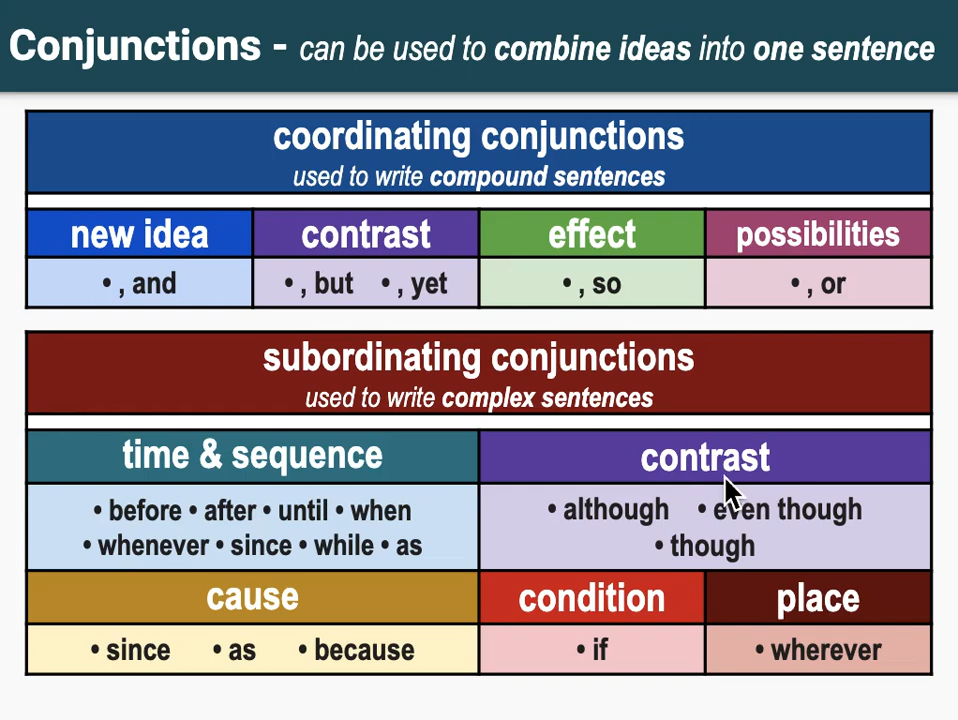 Conjunctions - can be used to combine ideas into one sentence
coordinating conjunctions
used to write compound sentences
new idea contrast effect possibilities
• , and • , but • , yet • , so • , or
subordinating conjunctions
used to write complex sentences
time & sequence contrast
• before • after • until • when • although • even though
• whenever • since • while • as • though
cause condition place
• since • as • because • if • wherever